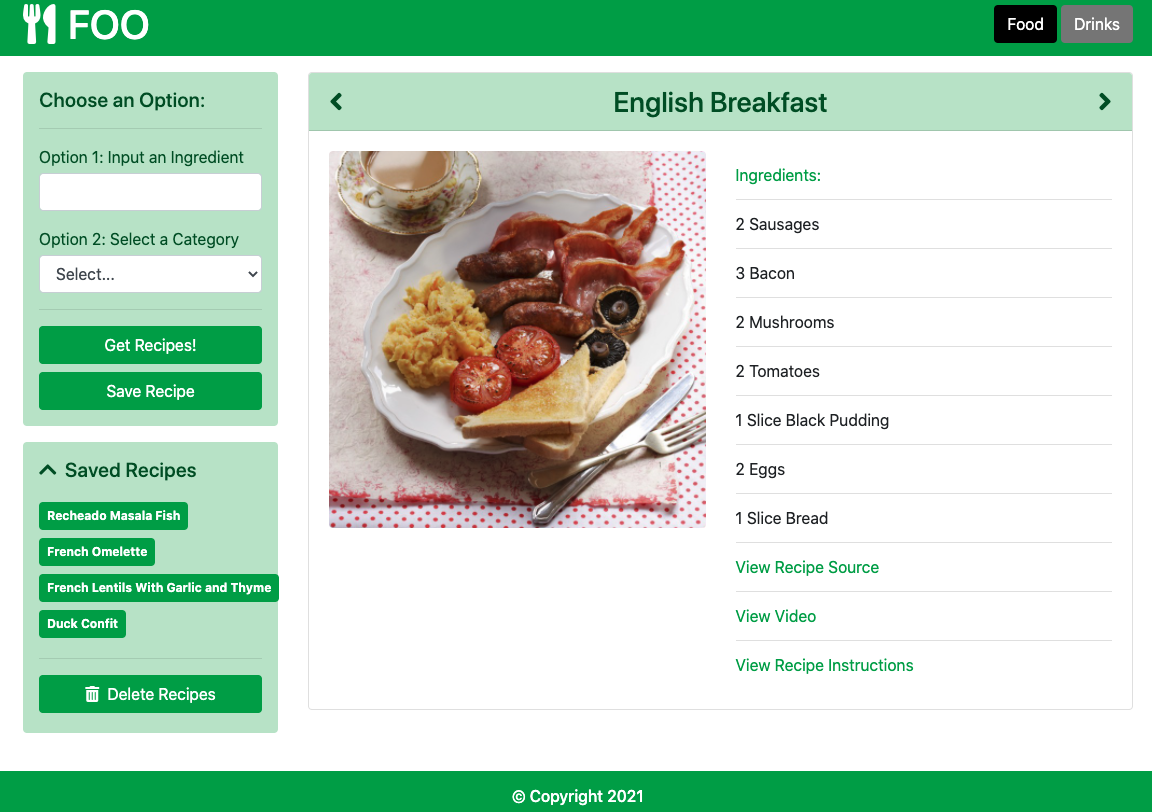 FOO
Food
Drinks
Choose an Option:
Option 1: Input an Ingredient
Option 2: Select a Category
Select...
Get Recipes!
Save Recipe
Saved Recipes
Recheado Masala Fish
French Omelette
French Lentils With Garlic and Thyme
Duck Confit
Delete Recipes
English Breakfast
Ingredients:
2 Sausages
3 Bacon
2 Mushrooms
2 Tomatoes
1 Slice Black Pudding
2 Eggs
1 Slice Bread
View Recipe Source
View Video
View Recipe Instructions
© Copyright 2021